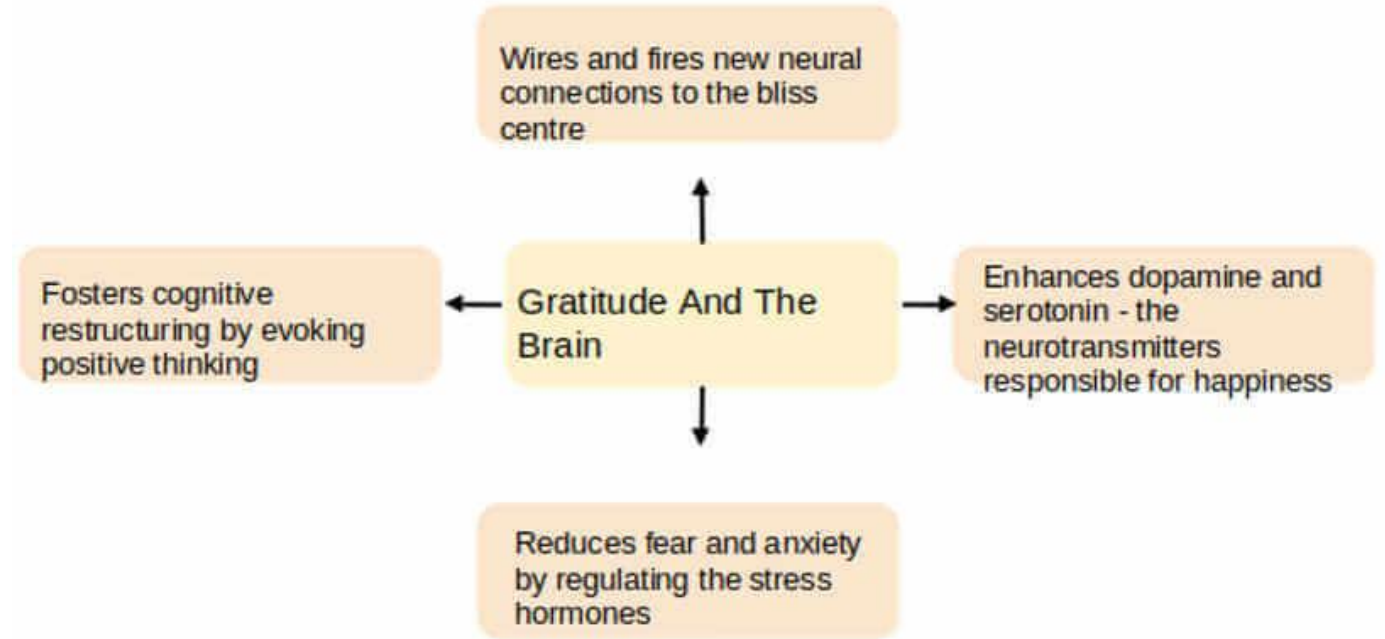 Wires and fires new neural
connections to the bliss
centre
Fosters cognitive
restructuring by evoking
positive thinking
Gratitude And The
Brain
Enhances dopamine and
serotonin - the
neurotransmitters
responsible for happiness
Reduces fear and anxiety
by regulating the stress
hormones